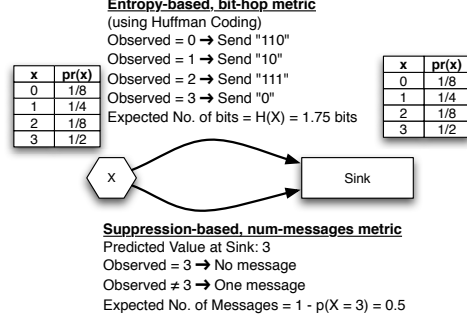 Entropy-based, bit-hop metric
(using Huffman Coding)
Observed = 0 ➔ Send "110"
Observed = 1 ➔ Send "10"
Observed = 2 ➔ Send "111"
Observed = 3 ➔ Send "0"
Expected No. of bits = H(X) = 1.75 bits
x pr(x)
0 1/8
1 1/4
2 1/8
3 1/2
x pr(x)
0 1/8
1 1/4
2 1/8
3 1/2
X
Sink
Suppression-based, num-messages metric
Predicted Value at Sink: 3
Observed = 3 ➔ No message
Observed ≠ 3 ➔ One message
Expected No. of Messages = 1 - p(X = 3) = 0.5